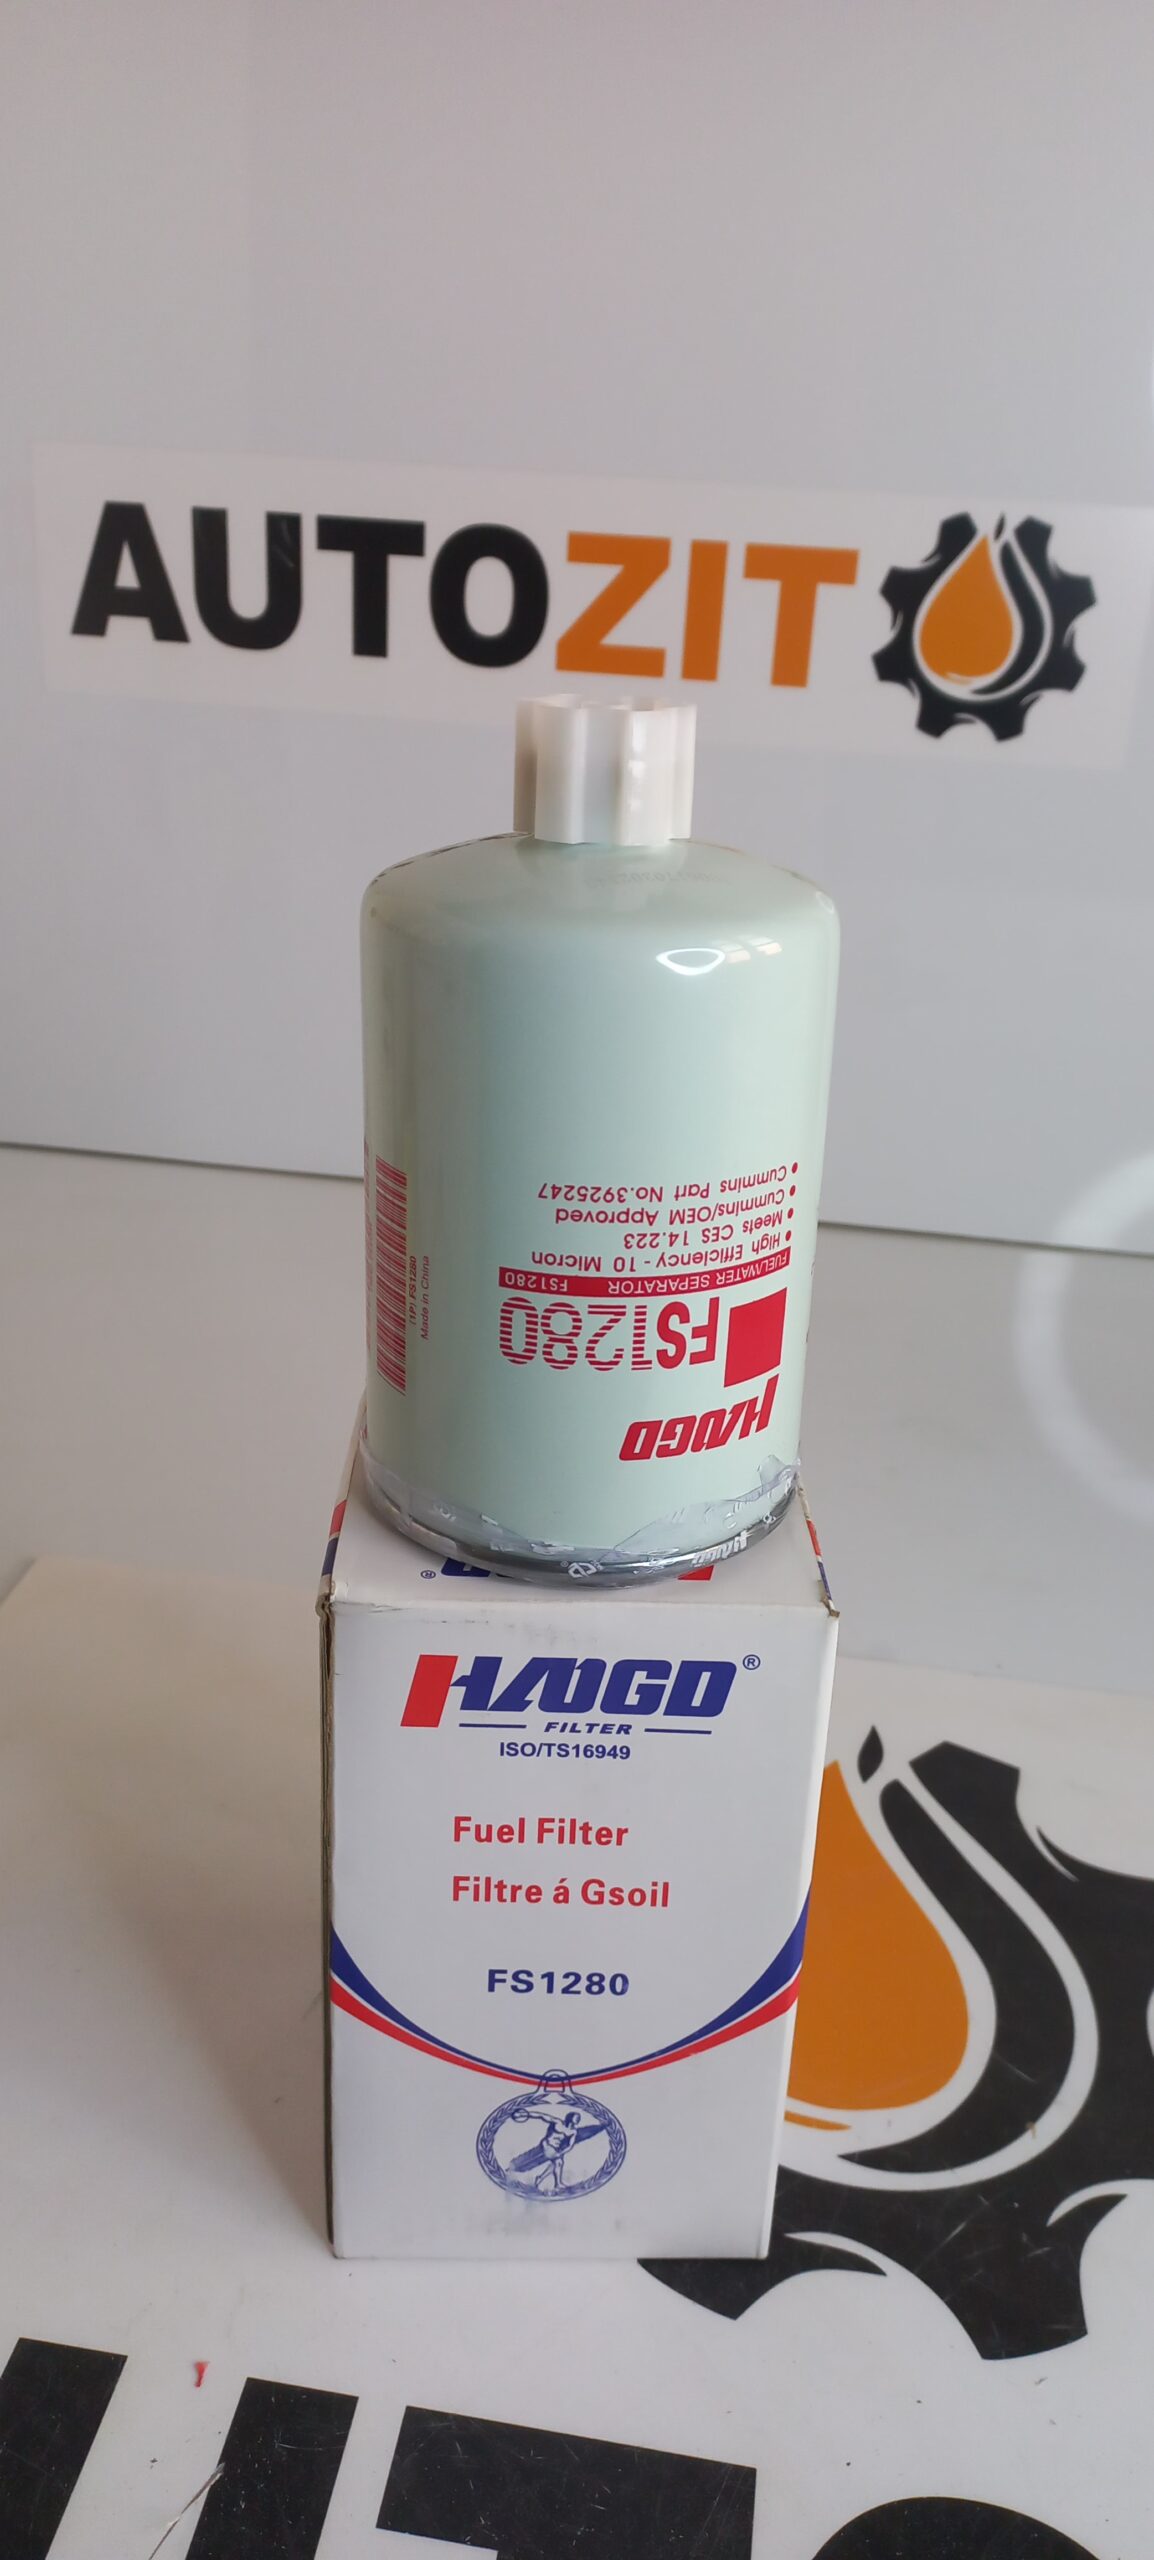 AUTOZIT
• Cummins Part No.3925247
• Cummins/OEM Approved
• Meets CES 14.223
• High Efficiency - 10 Micron
FUEL/WATER SEPARATOR FS1280
FS1280
HAOGD
(1P) FS1280
Made in China
HAOGD®
FILTER
ISO/TS16949
Fuel Filter
Filtre á Gsoil
FS1280